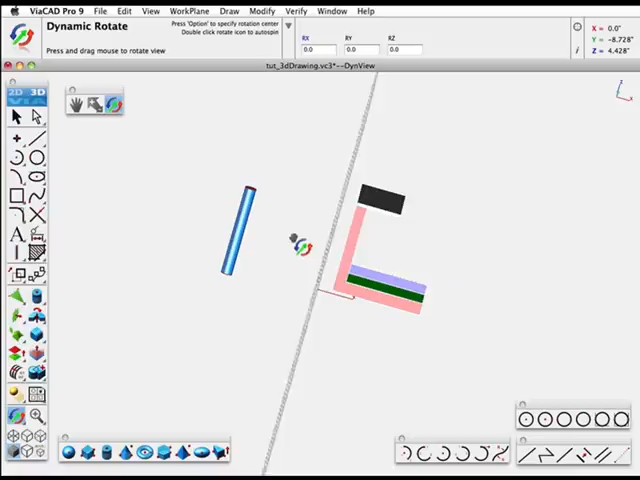 ViaCAD Pro 9 File Edit View WorkPlane Draw Modify Verify Window Help
Dynamic Rotate
Press 'Option' to specify rotation center
Double click rotate icon to autospin
Press and drag mouse to rotate view
RX RY RZ
0.0 0.0 0.0
X = 0.0"
Y = -8.728"
Z = 4.428"
tut_3dDrawing.vc3*--DynView
2D 3D
VIA
A